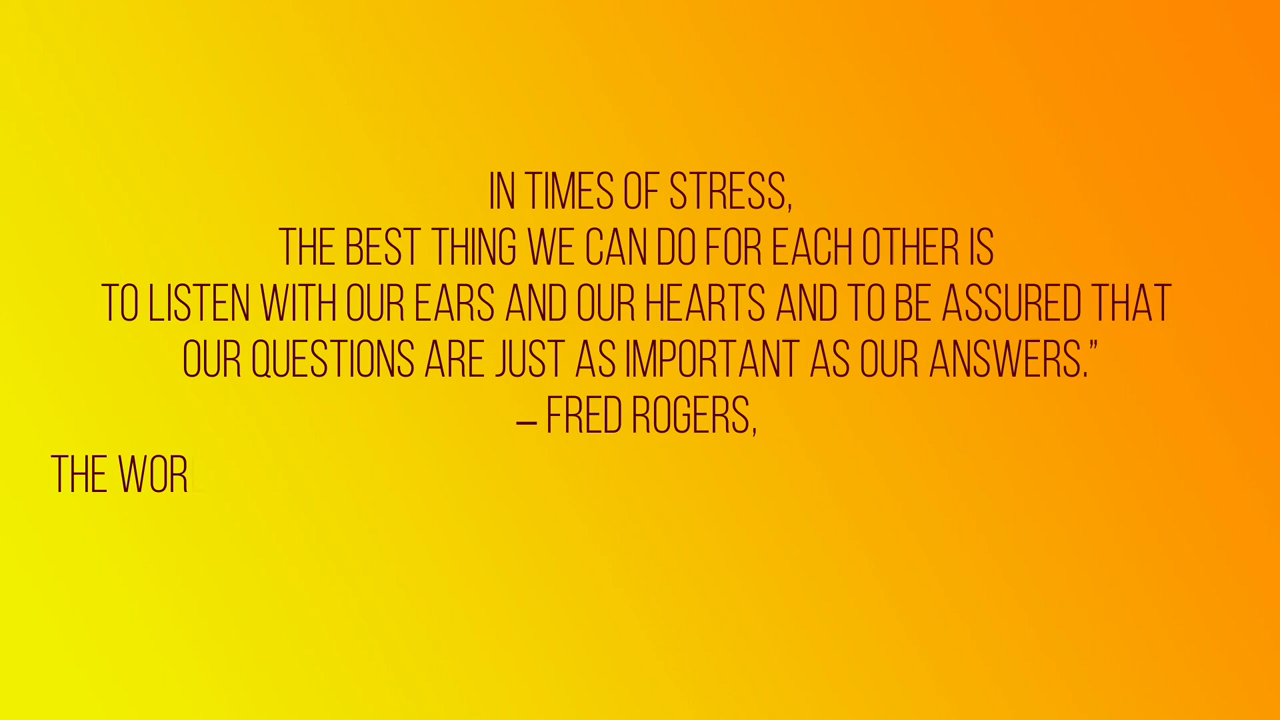 IN TIMES OF STRESS,
THE BEST THING WE CAN DO FOR EACH OTHER IS
TO LISTEN WITH OUR EARS AND OUR HEARTS AND TO BE ASSURED THAT
OUR QUESTIONS ARE JUST AS IMPORTANT AS OUR ANSWERS.”
– FRED ROGERS,
THE WOR